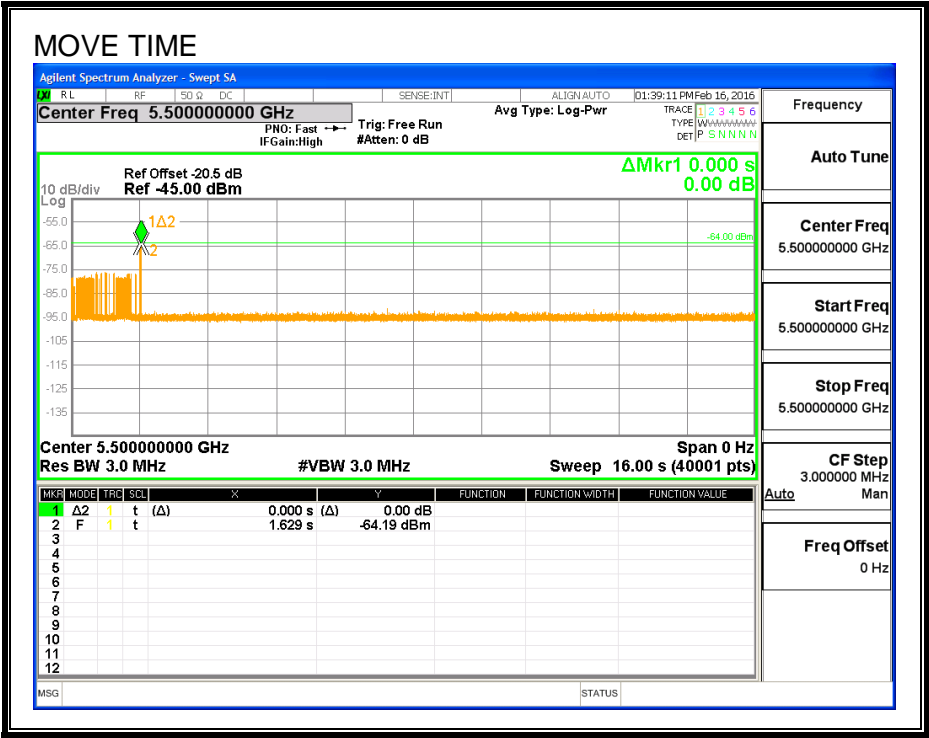 MOVE TIME
Agilent Spectrum Analyzer - Swept SA
LXI RL RF 50 Ω DC SENSE:INT ALIGN AUTO 01:39:11 PM Feb 16, 2016
Center Freq 5.500000000 GHz
PNO: Fast
IFGain:High
Trig: Free Run
#Atten: 0 dB
Avg Type: Log-Pwr
TRACE 1 2 3 4 5 6
TYPE WWWWWW
DET P S N N N N
Ref Offset -20.5 dB
Ref -45.00 dBm
10 dB/div
Log
ΔMkr1 0.000 s
0.00 dB
-55.0
-65.0
-75.0
-85.0
-95.0
-105
-115
-125
-135
1Δ2
2
-64.00 dBm
Center 5.500000000 GHz Span 0 Hz
Res BW 3.0 MHz #VBW 3.0 MHz Sweep 16.00 s (40001 pts)
MKR MODE TRC SCL X Y FUNCTION FUNCTION WIDTH FUNCTION VALUE
1 Δ2 1 t (Δ) 0.000 s (Δ) 0.00 dB
2 F 1 t 1.629 s -64.19 dBm
3
4
5
6
7
8
9
10
11
12
MSG STATUS
Frequency
Auto Tune
Center Freq
5.500000000 GHz
Start Freq
5.500000000 GHz
Stop Freq
5.500000000 GHz
CF Step
3.000000 MHz
Auto Man
Freq Offset
0 Hz